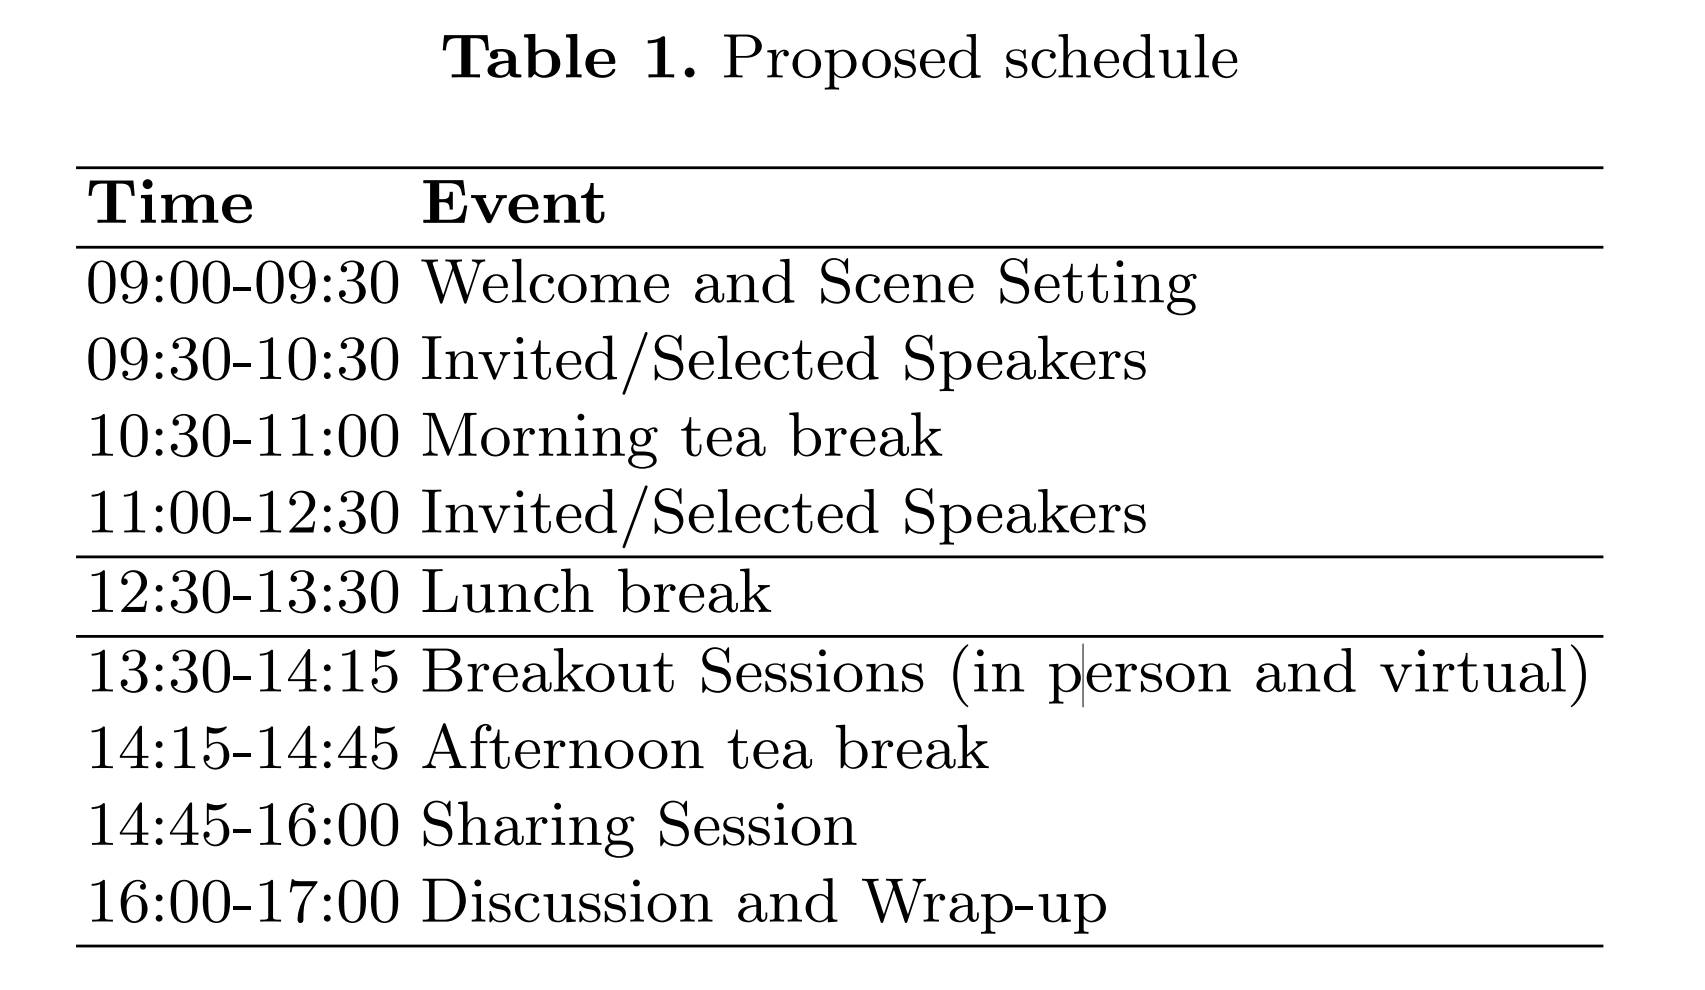 Table 1. Proposed schedule
Time Event
09:00-09:30 Welcome and Scene Setting
09:30-10:30 Invited/Selected Speakers
10:30-11:00 Morning tea break
11:00-12:30 Invited/Selected Speakers
12:30-13:30 Lunch break
13:30-14:15 Breakout Sessions (in person and virtual)
14:15-14:45 Afternoon tea break
14:45-16:00 Sharing Session
16:00-17:00 Discussion and Wrap-up